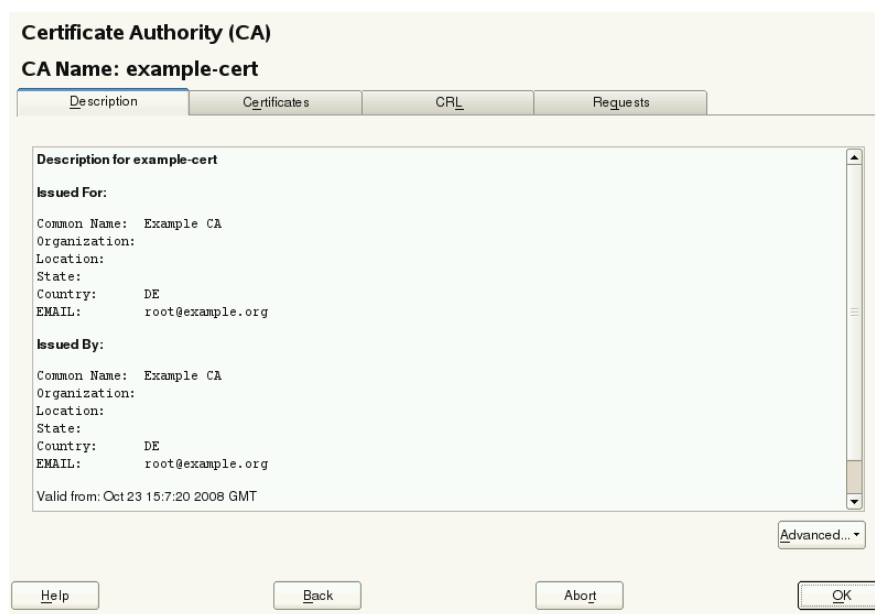 Certificate Authority (CA)
CA Name: example-cert
Description Certificates CRL Requests
Description for example-cert
Issued For:
Common Name: Example CA
Organization:
Location:
State:
Country: DE
EMAIL: root@example.org
Issued By:
Common Name: Example CA
Organization:
Location:
State:
Country: DE
EMAIL: root@example.org
Valid from: Oct 23 15:7:20 2008 GMT
Advanced...
Help Back Abort OK